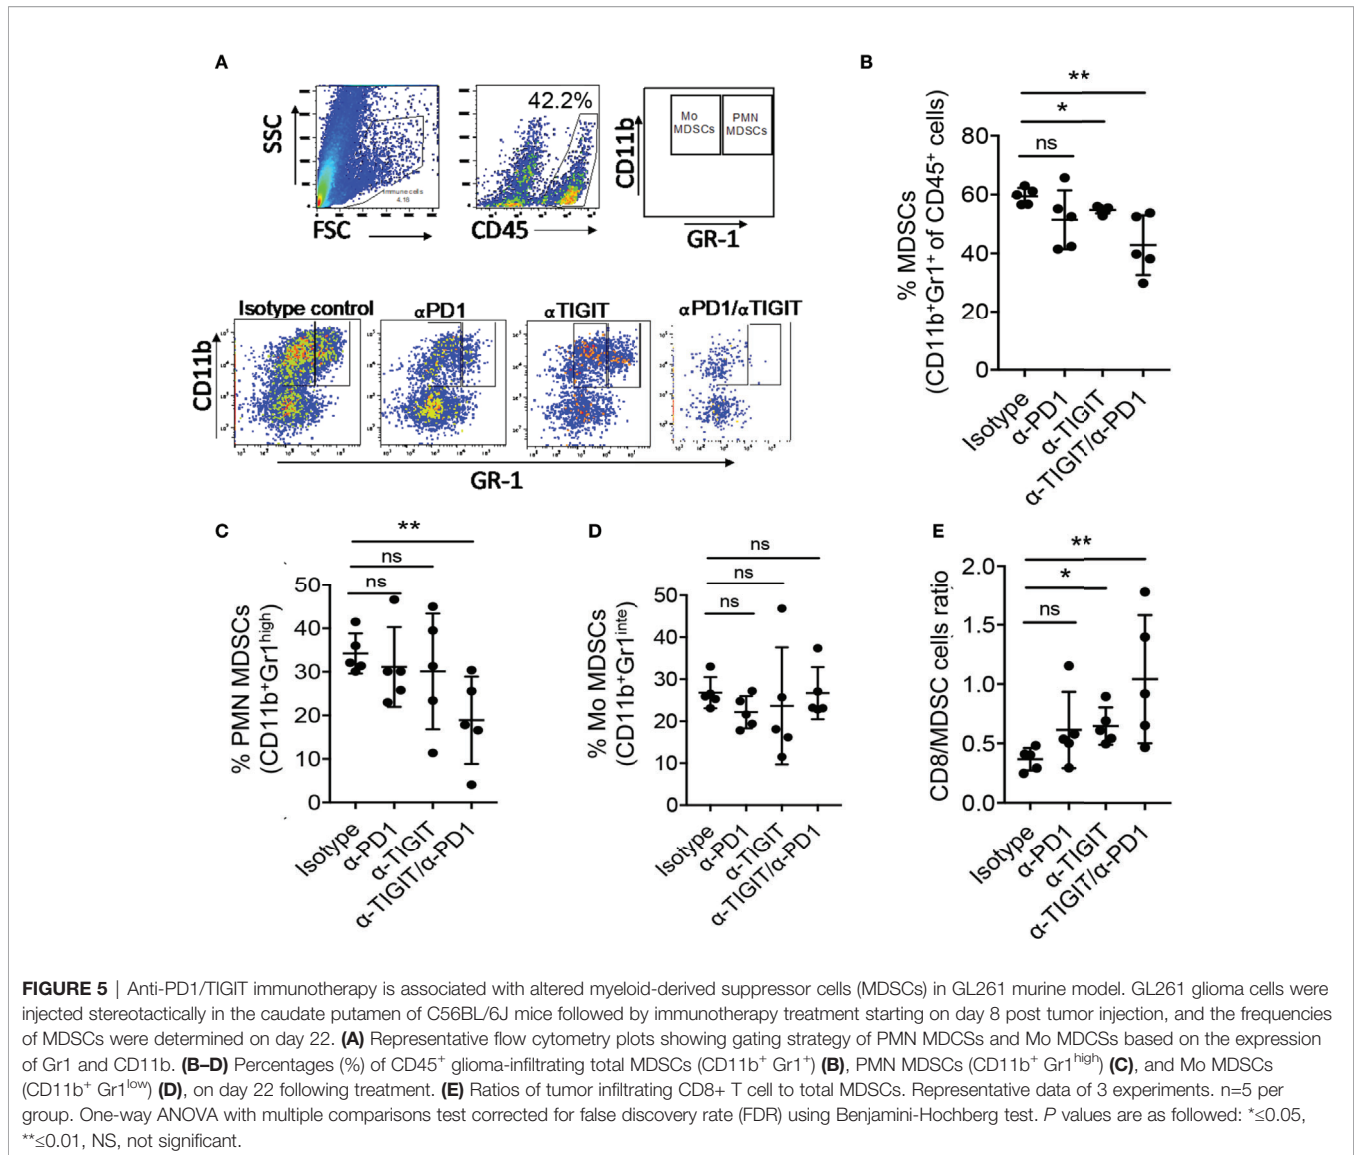 A
SSC
Immune cells
4.16
FSC
42.2%
CD45
CD11b
Mo
MDSCs
PMN
MDSCs
GR-1
Isotype control
αPD1
αTIGIT
αPD1/αTIGIT
CD11b
GR-1
B
**
*
ns
% MDSCs
(CD11b⁺Gr1⁺ of CD45⁺ cells)
80
60
40
20
0
Isotype
α-PD1
α-TIGIT
α-TIGIT/α-PD1
C
**
ns
ns
% PMN MDSCs
(CD11b⁺Gr1ʰⁱᵍʰ)
50
40
30
20
10
0
Isotype
α-PD1
α-TIGIT
α-TIGIT/α-PD1
D
ns
ns
ns
% Mo MDSCs
(CD11b⁺Gr1ⁱⁿᵗᵉ)
50
40
30
20
10
0
Isotype
α-PD1
α-TIGIT
α-TIGIT/α-PD1
E
**
*
ns
CD8/MDSC cells ratio
2.0
1.5
1.0
0.5
0.0
Isotype
α-PD1
α-TIGIT
α-TIGIT/α-PD1
FIGURE 5 | Anti-PD1/TIGIT immunotherapy is associated with altered myeloid-derived suppressor cells (MDSCs) in GL261 murine model. GL261 glioma cells were
injected stereotactically in the caudate putamen of C56BL/6J mice followed by immunotherapy treatment starting on day 8 post tumor injection, and the frequencies
of MDSCs were determined on day 22. (A) Representative flow cytometry plots showing gating strategy of PMN MDCSs and Mo MDCSs based on the expression
of Gr1 and CD11b. (B–D) Percentages (%) of CD45⁺ glioma-infiltrating total MDSCs (CD11b⁺ Gr1⁺) (B), PMN MDSCs (CD11b⁺ Gr1ʰⁱᵍʰ) (C), and Mo MDSCs
(CD11b⁺ Gr1ˡᵒʷ) (D), on day 22 following treatment. (E) Ratios of tumor infiltrating CD8+ T cell to total MDSCs. Representative data of 3 experiments. n=5 per
group. One-way ANOVA with multiple comparisons test corrected for false discovery rate (FDR) using Benjamini-Hochberg test. P values are as followed: *≤0.05,
**≤0.01, NS, not significant.